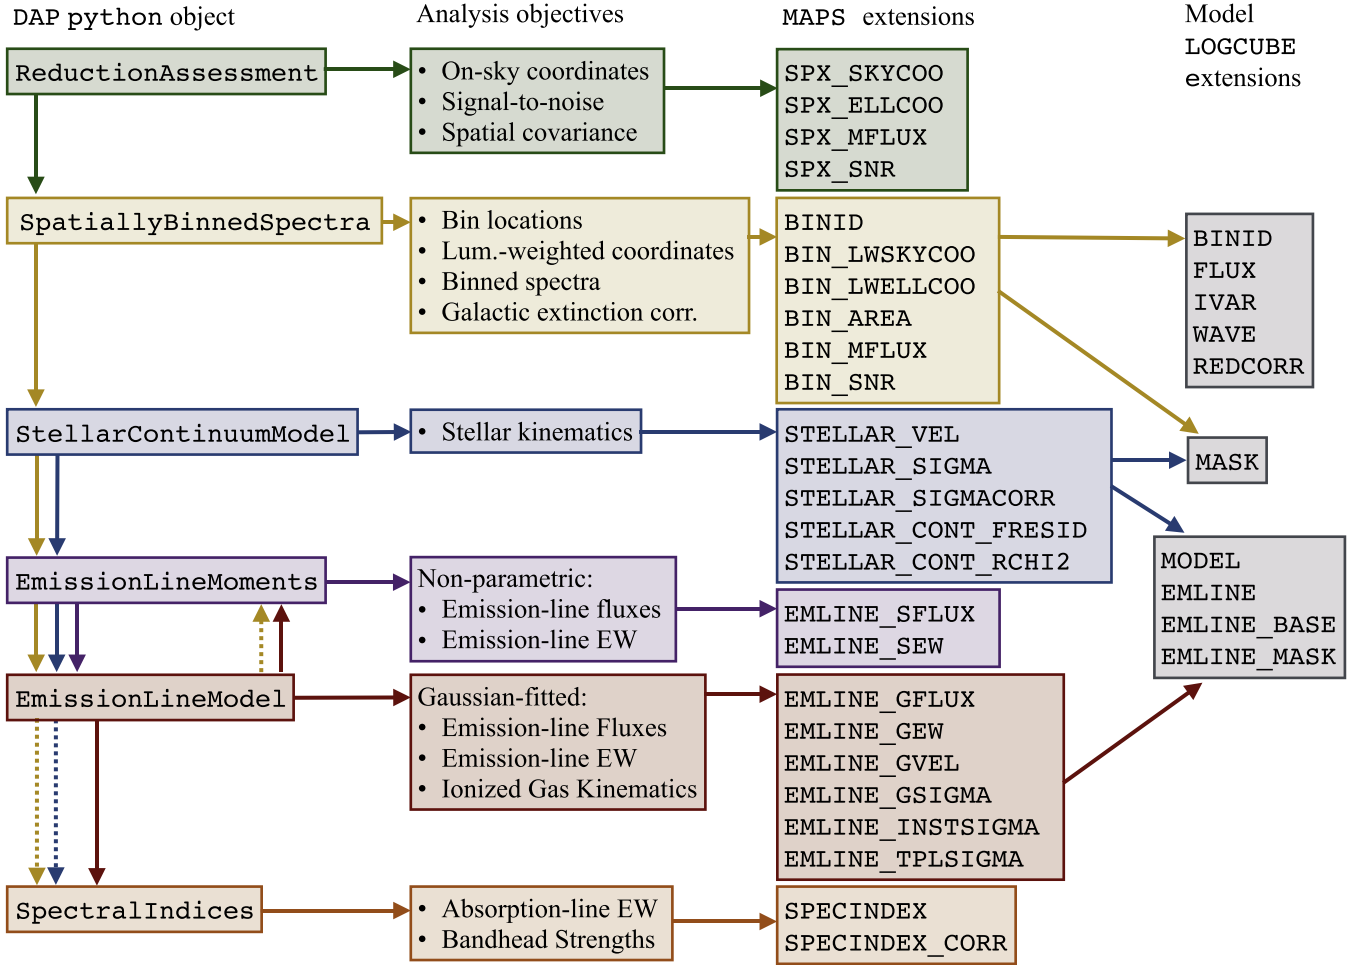 DAP python object
Analysis objectives
MAPS extensions
Model
LOGCUBE
extensions
ReductionAssessment
• On-sky coordinates
• Signal-to-noise
• Spatial covariance
SPX_SKYCOO
SPX_ELLCOO
SPX_MFLUX
SPX_SNR
SpatiallyBinnedSpectra
• Bin locations
• Lum.-weighted coordinates
• Binned spectra
• Galactic extinction corr.
BINID
BIN_LWSKYCOO
BIN_LWELLCOO
BIN_AREA
BIN_MFLUX
BIN_SNR
BINID
FLUX
IVAR
WAVE
REDCORR
StellarContinuumModel
• Stellar kinematics
STELLAR_VEL
STELLAR_SIGMA
STELLAR_SIGMACORR
STELLAR_CONT_FRESID
STELLAR_CONT_RCHI2
MASK
MODEL
EMLINE
EMLINE_BASE
EMLINE_MASK
EmissionLineMoments
Non-parametric:
• Emission-line fluxes
• Emission-line EW
EMLINE_SFLUX
EMLINE_SEW
EmissionLineModel
Gaussian-fitted:
• Emission-line Fluxes
• Emission-line EW
• Ionized Gas Kinematics
EMLINE_GFLUX
EMLINE_GEW
EMLINE_GVEL
EMLINE_GSIGMA
EMLINE_INSTSIGMA
EMLINE_TPLSIGMA
SpectralIndices
• Absorption-line EW
• Bandhead Strengths
SPECINDEX
SPECINDEX_CORR